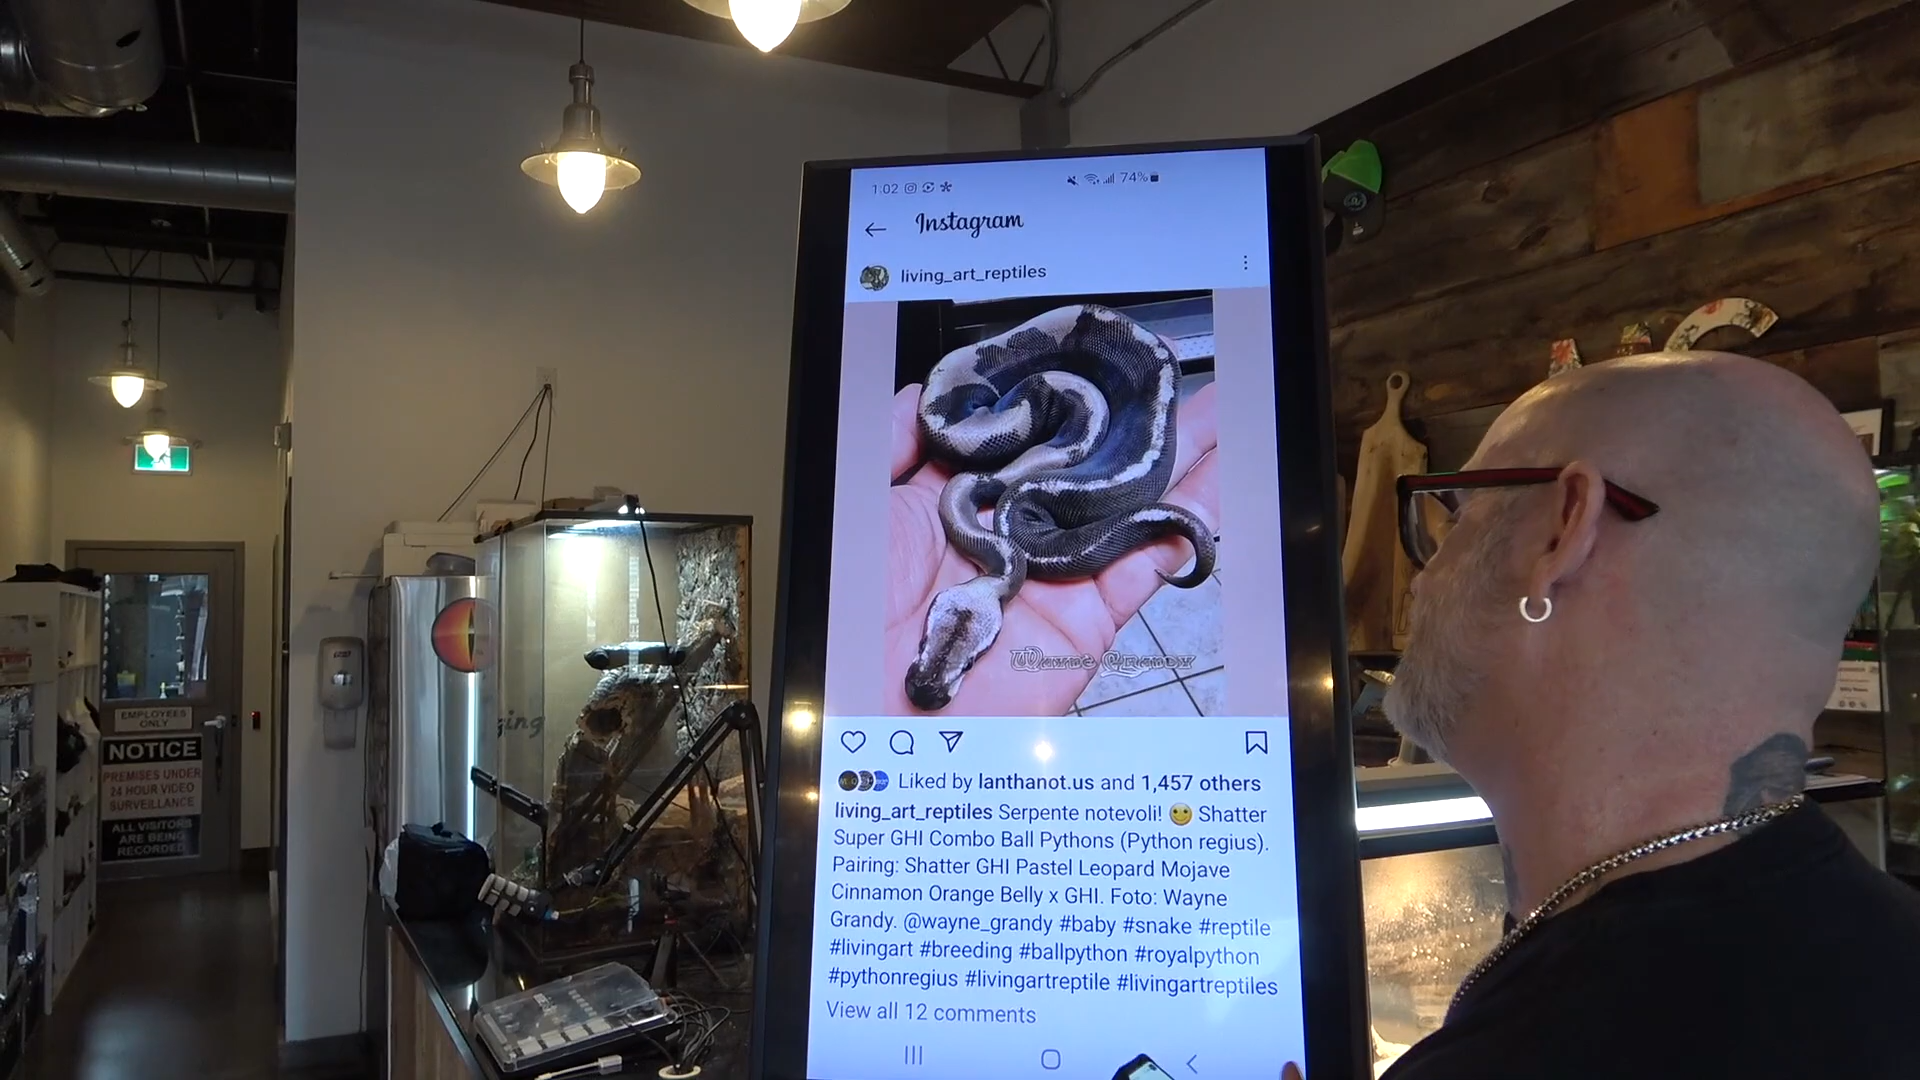 1:02 74%
Instagram
living_art_reptiles
Wayne Grandy
Liked by lanthanot.us and 1,457 others
living_art_reptiles Serpente notevoli! 🙂 Shatter
Super GHI Combo Ball Pythons (Python regius).
Pairing: Shatter GHI Pastel Leopard Mojave
Cinnamon Orange Belly x GHI. Foto: Wayne
Grandy. @wayne_grandy #baby #snake #reptile
#livingart #breeding #ballpython #royalpython
#pythonregius #livingartreptile #livingartreptiles
View all 12 comments
EMPLOYEES
ONLY
NOTICE
PREMISES UNDER
24 HOUR VIDEO
SURVEILLANCE
ALL VISITORS
ARE BEING
RECORDED